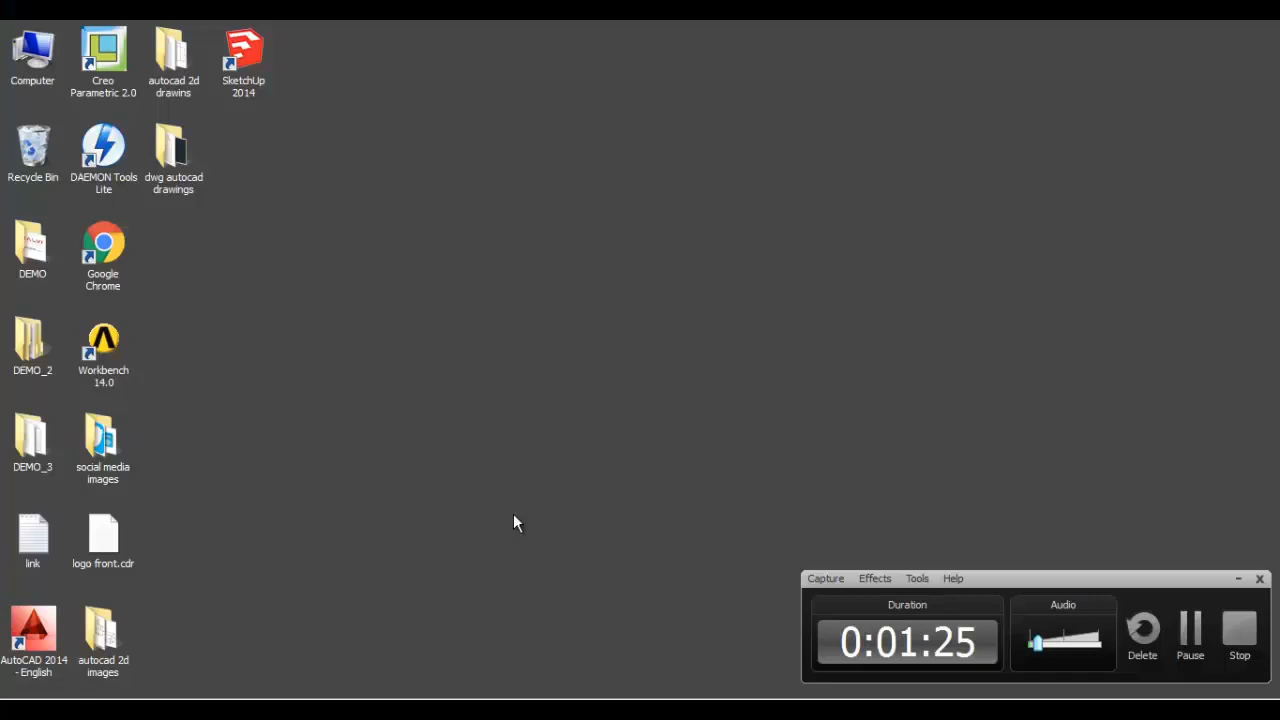 Computer
Creo
Parametric 2.0
autocad 2d
drawins
SketchUp
2014
Recycle Bin
DAEMON Tools
Lite
dwg autocad
drawings
DEMO
Google
Chrome
DEMO_2
Workbench
14.0
DEMO_3
social media
images
link
logo front.cdr
AutoCAD 2014
- English
autocad 2d
images
Capture Effects Tools Help
Duration
0:01:25
Audio
Delete
Pause
Stop